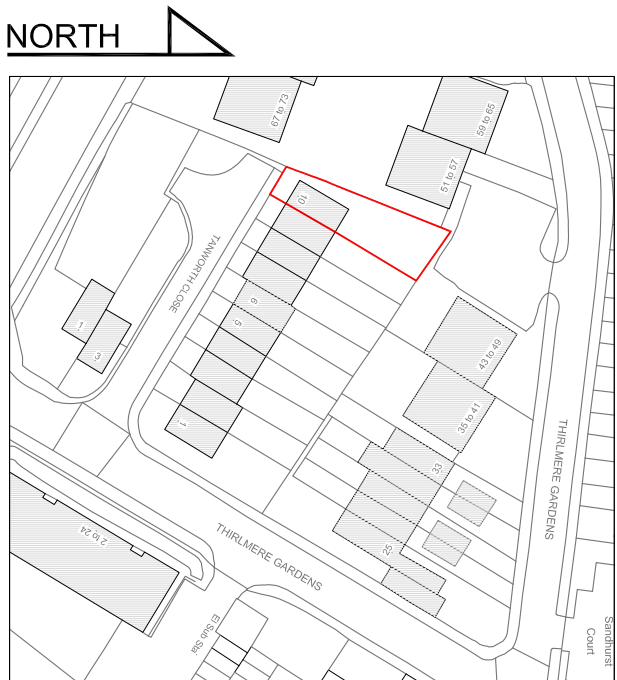 NORTH
67 to 73
59 to 65
51 to 57
10
TANWORTH CLOSE
6
5
1
3
1
43 to 49
35 to 41
33
THIRLMERE GARDENS
25
2 to 24
THIRLMERE GARDENS
El Sub Sta
Sandhurst
Court